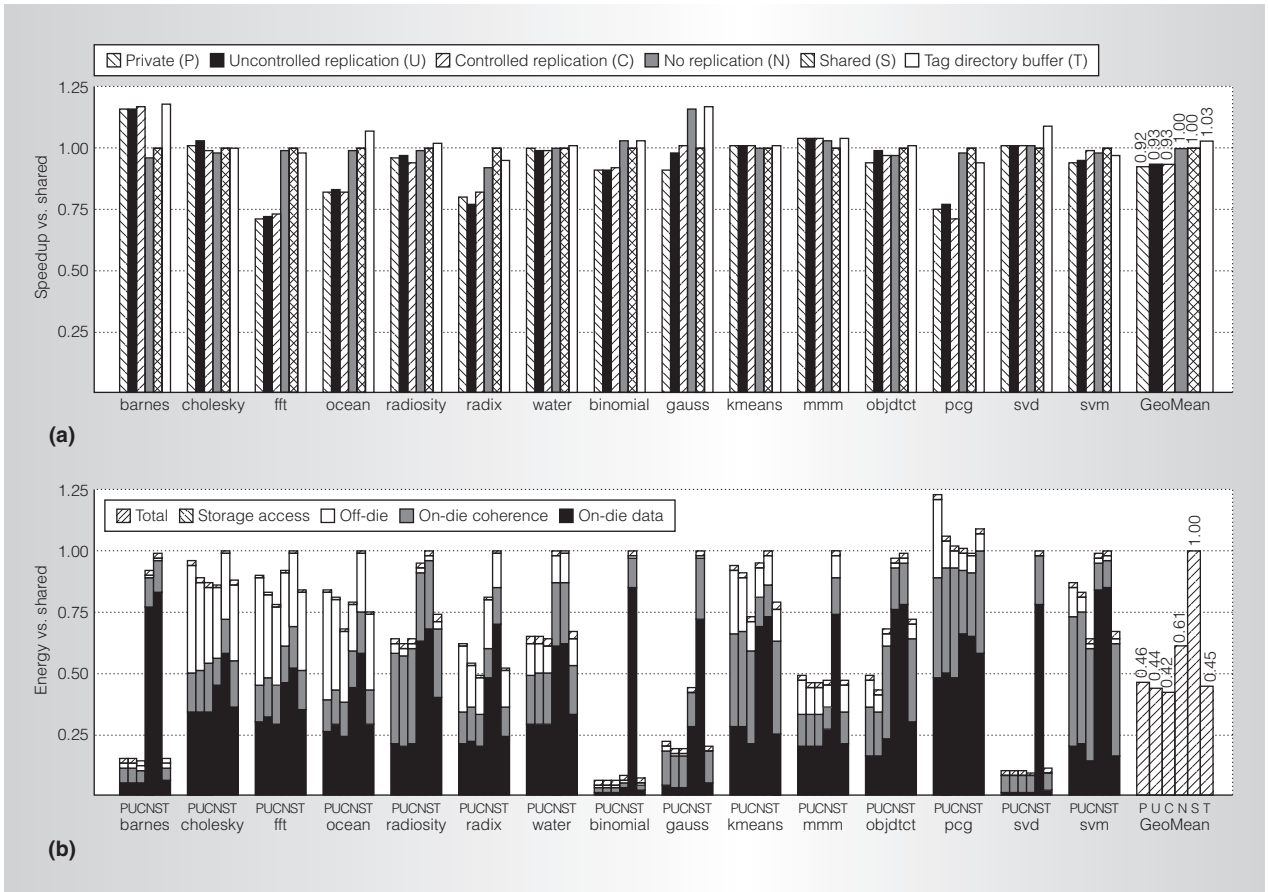 Private (P) Uncontrolled replication (U) Controlled replication (C) No replication (N) Shared (S) Tag directory buffer (T)
Speedup vs. shared
1.25
1.00
0.75
0.50
0.25
0.92 0.93 0.93 1.00 1.00 1.03
barnes cholesky fft ocean radiosity radix water binomial gauss kmeans mmm objdtct pcg svd svm GeoMean
(a)
Energy vs. shared
1.25
1.00
0.75
0.50
0.25
Total Storage access Off-die On-die coherence On-die data
0.46 0.44 0.42 0.61 1.00 0.45
PUCNST PUCNST PUCNST PUCNST PUCNST PUCNST PUCNST PUCNST PUCNST PUCNST PUCNST PUCNST PUCNST PUCNST PUCNST P U C N S T
barnes cholesky fft ocean radiosity radix water binomial gauss kmeans mmm objdtct pcg svd svm GeoMean
(b)